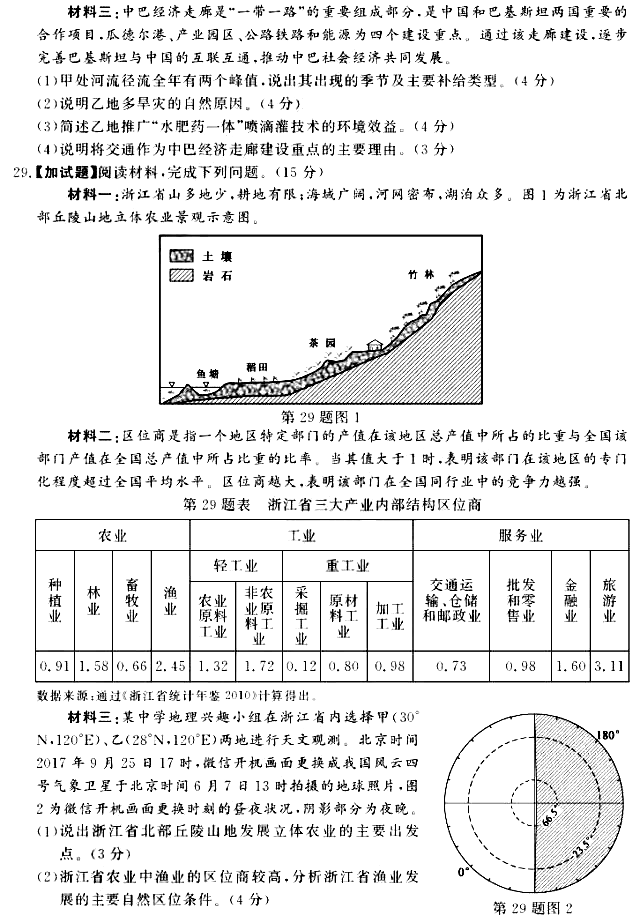 材料三:中巴经济走廊是“一带一路”的重要组成部分,是中国和巴基斯坦两国重要的
合作项目,瓜德尔港、产业园区、公路铁路和能源为四个建设重点。通过该走廊建设,逐步
完善巴基斯坦与中国的互联互通,推动中巴社会经济共同发展。
(1)甲处河流径流全年有两个峰值,说出其出现的季节及主要补给类型。(4分)
(2)说明乙地多旱灾的自然原因。(4分)
(3)简述乙地推广“水肥药一体”喷滴灌技术的环境效益。(4分)
(4)说明将交通作为中巴经济走廊建设重点的主要理由。(3分)
29.【加试题】阅读材料,完成下列问题。(15分)
材料一:浙江省山多地少,耕地有限;海域广阔,河网密布,湖泊众多。图1为浙江省北
部丘陵山地立体农业景观示意图。
土壤
岩石
竹林
茶园
稻田
鱼塘
第29题图1
材料二:区位商是指一个地区特定部门的产值在该地区总产值中所占的比重与全国该
部门产值在全国总产值中所占比重的比率。当其值大于1时,表明该部门在该地区的专门
化程度超过全国平均水平。区位商越大,表明该部门在全国同行业中的竞争力越强。
第29题表 浙江省三大产业内部结构区位商
农业 工业 服务业
轻工业 重工业
种植业 林业 畜牧业 渔业 农业原料工业 非农业原料工业 采掘工业 原材料工业 加工工业 交通运输、仓储和邮政业 批发和零售业 金融业 旅游业
0.91 1.58 0.66 2.45 1.32 1.72 0.12 0.80 0.98 0.73 0.98 1.60 3.11
数据来源:通过《浙江省统计年鉴2010》计算得出。
材料三:某中学地理兴趣小组在浙江省内选择甲(30°
N,120°E)、乙(28°N,120°E)两地进行天文观测。北京时间
2017年9月25日17时,微信开机画面更换成我国风云四
号气象卫星于北京时间6月7日13时拍摄的地球照片,图
2为微信开机画面更换时刻的昼夜状况,阴影部分为夜晚。
(1)说出浙江省北部丘陵山地发展立体农业的主要出发
点。(3分)
(2)浙江省农业中渔业的区位商较高,分析浙江省渔业发
展的主要自然区位条件。(4分)
180°
66.5°
23.5°
0°
第29题图2